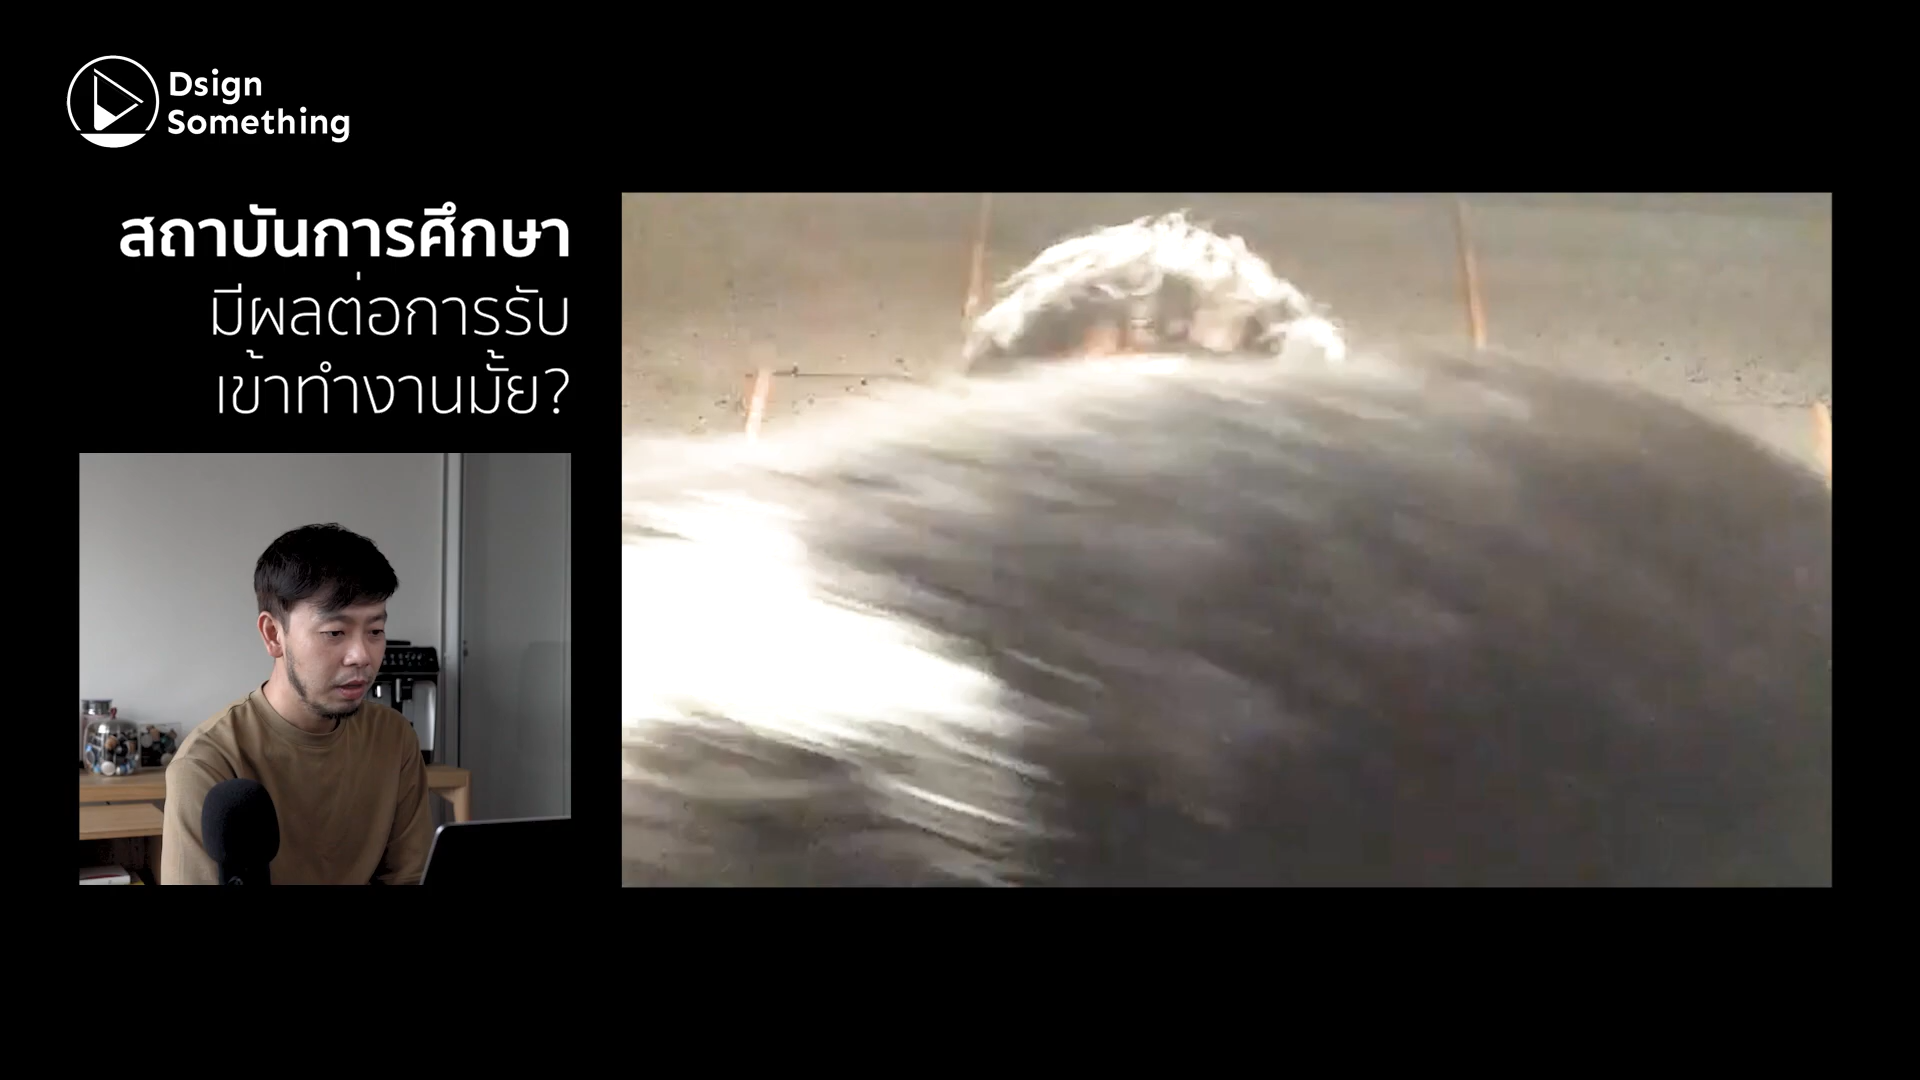 Dsign
Something
สถาบันการศึกษา
มีผลต่อการรับ
เข้าทำงานมั้ย?